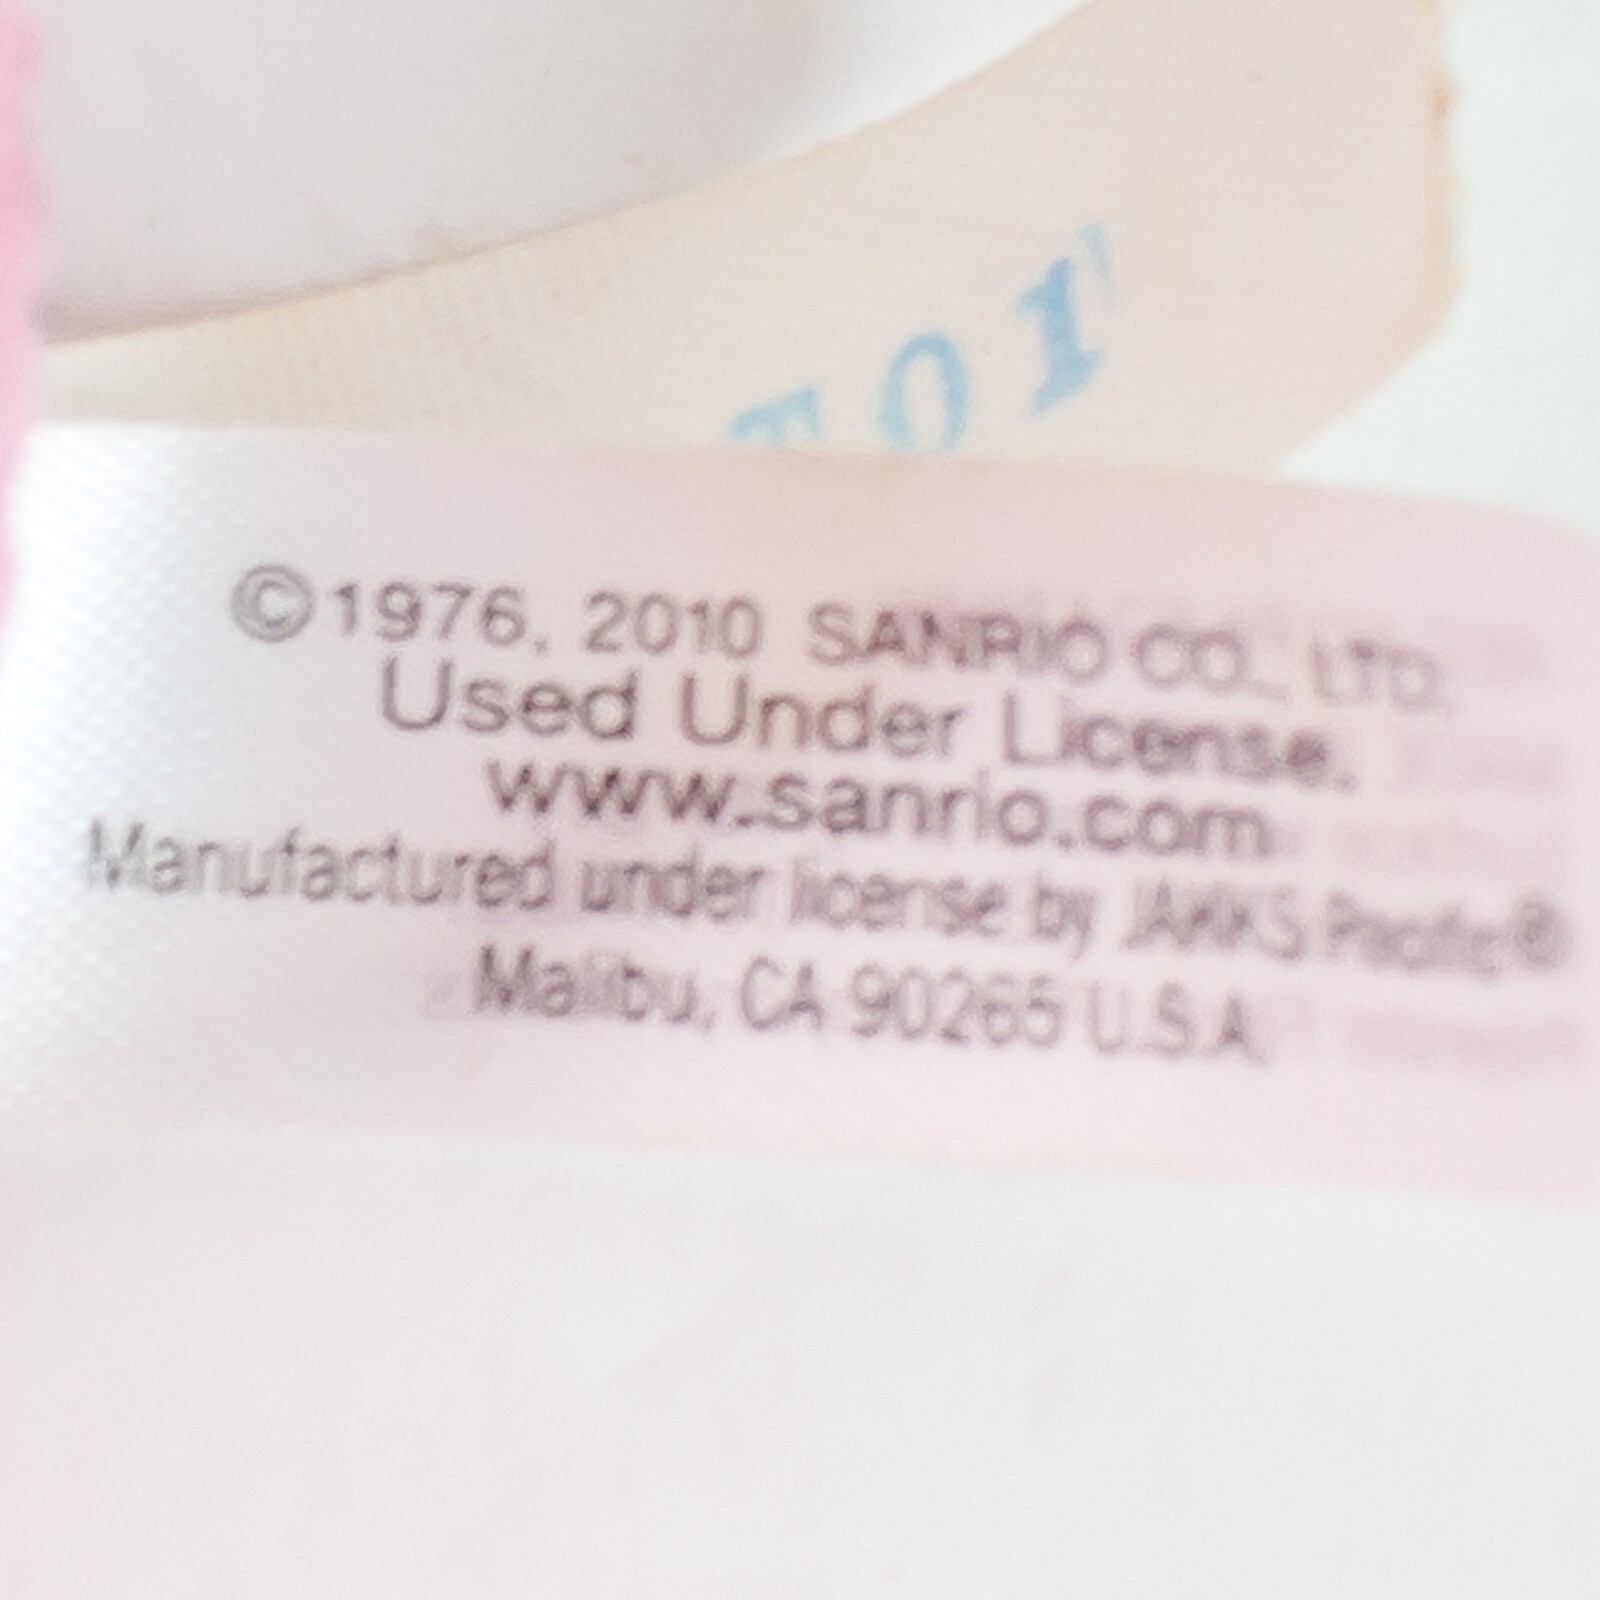 or
©1976, 2010 SANRIO CO., LTD.
Used Under License.
www.sanrio.com
Manufactured under license by JAKKS Pacific®
Malibu, CA 90265 U.S.A.